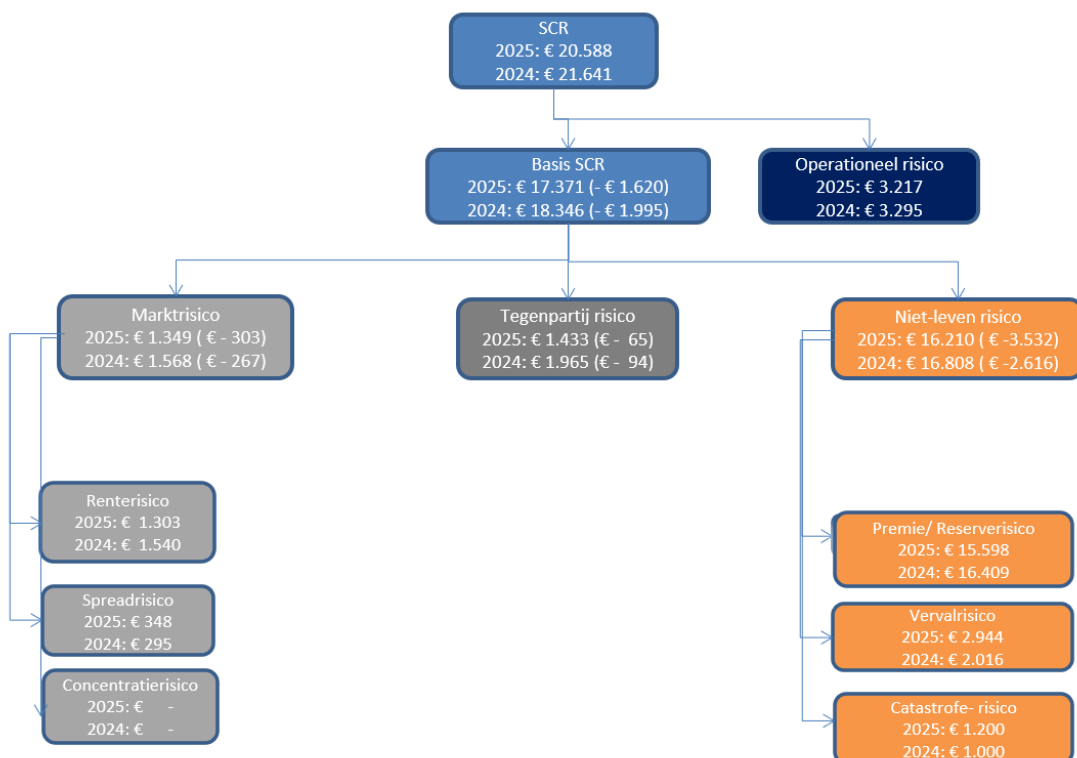 SCR
2025: € 20.588
2024: € 21.641
Basis SCR
2025: € 17.371 (- € 1.620)
2024: € 18.346 (- € 1.995)
Operationeel risico
2025: € 3.217
2024: € 3.295
Marktrisico
2025: € 1.349 ( € - 303)
2024: € 1.568 ( € - 267)
Tegenpartij risico
2025: € 1.433 (€ - 65)
2024: € 1.965 (€ - 94)
Niet-leven risico
2025: € 16.210 ( € -3.532)
2024: € 16.808 ( € -2.616)
Renterisico
2025: € 1.303
2024: € 1.540
Spreadrisico
2025: € 348
2024: € 295
Concentratierisico
2025: € -
2024: € -
Premie/ Reserverisico
2025: € 15.598
2024: € 16.409
Vervalrisico
2025: € 2.944
2024: € 2.016
Catastrofe- risico
2025: € 1.200
2024: € 1.000